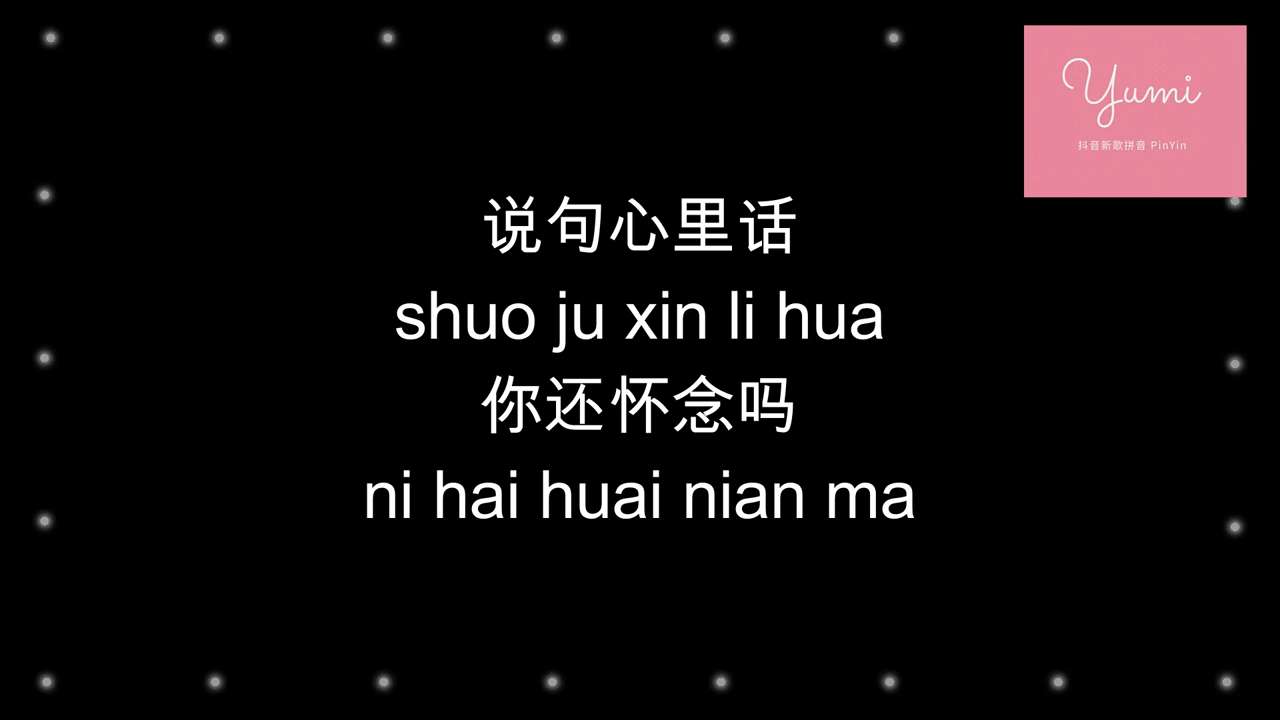 Yumi
抖音新歌拼音 PinYin
说句心里话
shuo ju xin li hua
你还怀念吗
ni hai huai nian ma